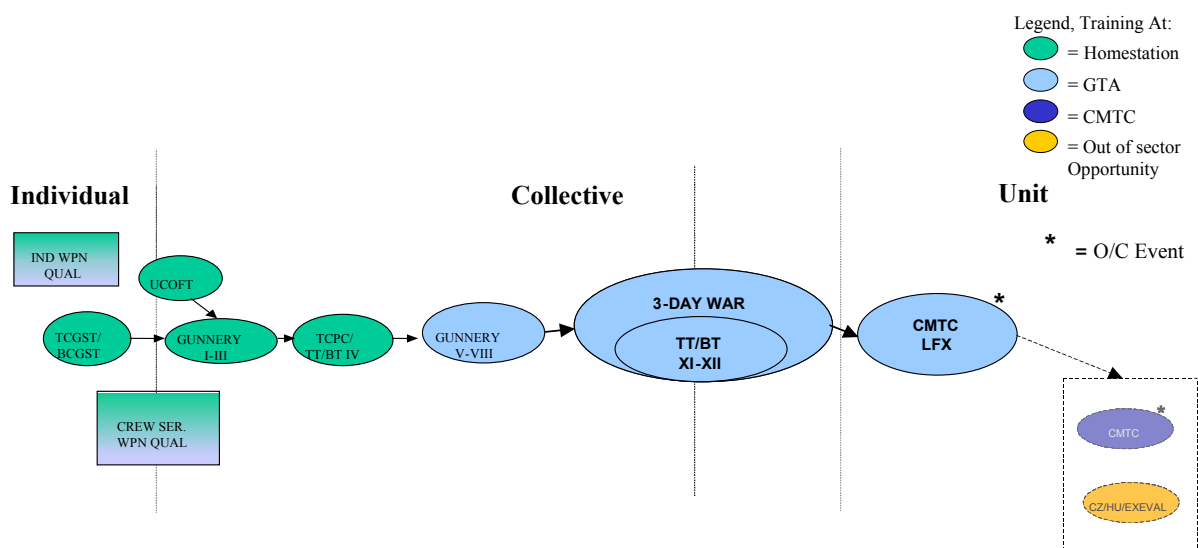 Legend, Training At:
= Homestation
= GTA
= CMTC
= Out of sector
Opportunity
Individual
Collective
Unit
* = O/C Event
IND WPN
QUAL
UCOFT
TCGST/
BCGST
GUNNERY
I-III
TCPC/
TT/BT IV
GUNNERY
V-VIII
3-DAY WAR
TT/BT
XI-XII
*
CMTC
LFX
CREW SER.
WPN QUAL
*
CMTC
CZ/HU/EXEVAL